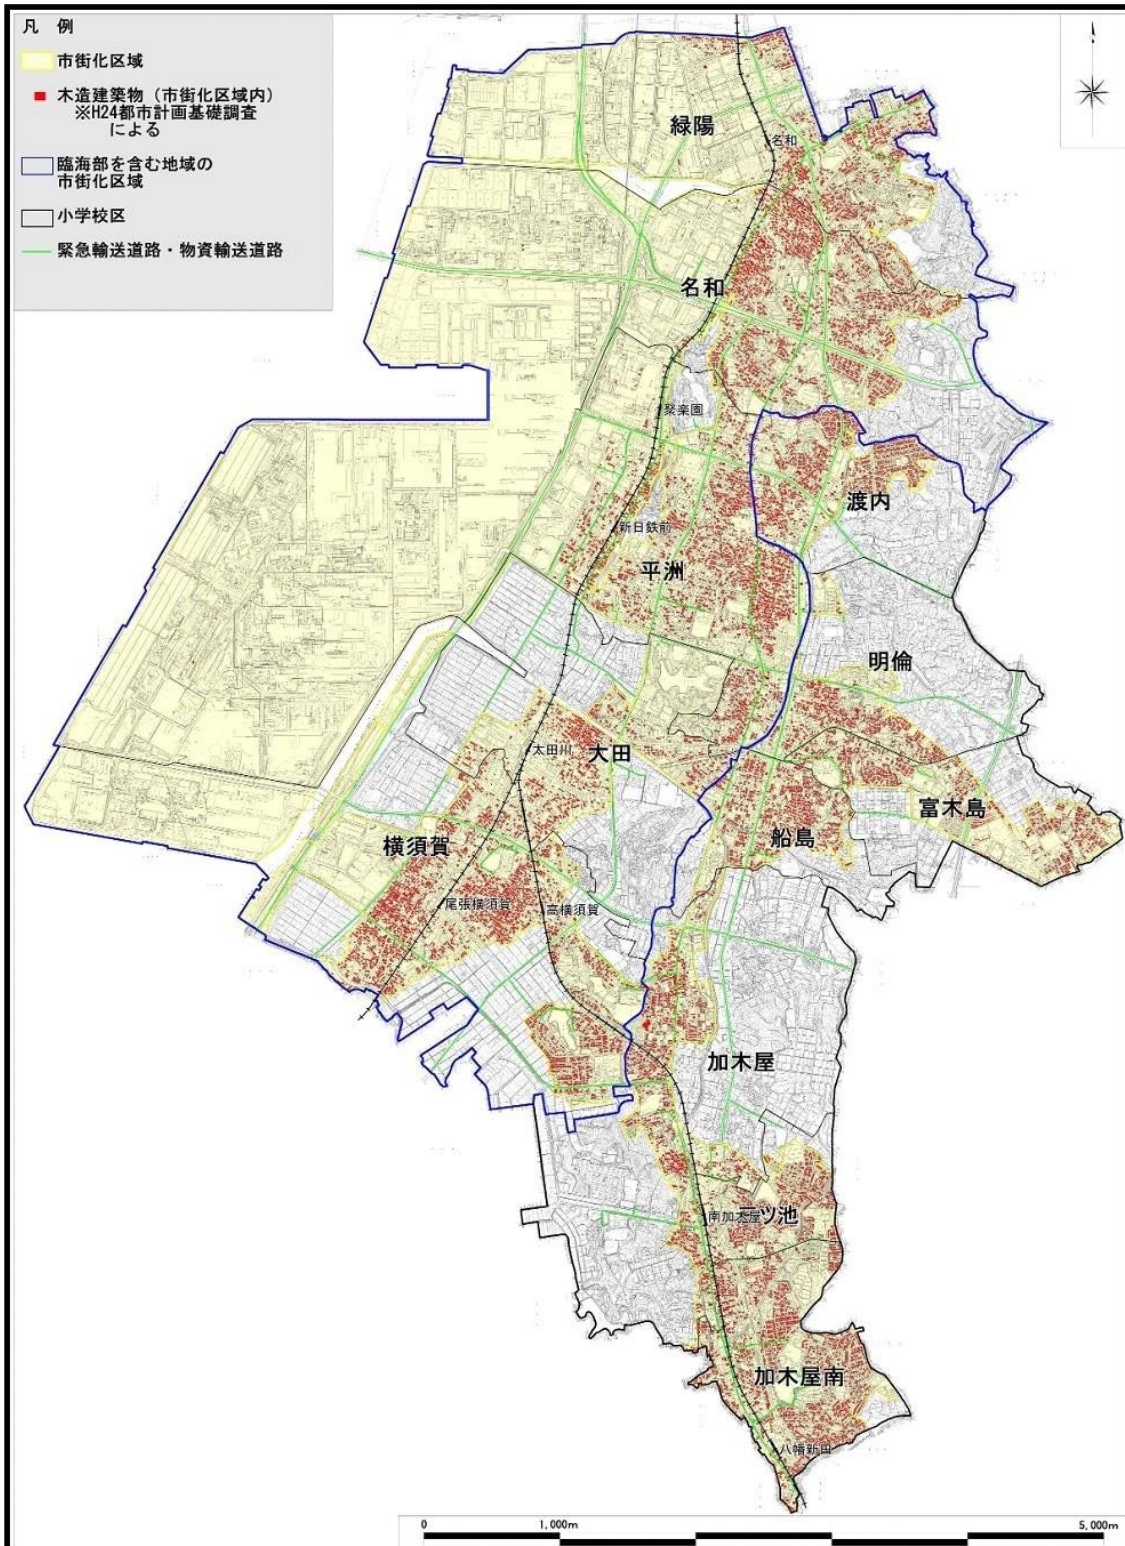 凡 例
市街化区域
木造建築物（市街化区域内）
※H24都市計画基礎調査
による
臨海部を含む地域の
市街化区域
小学校区
緊急輸送道路・物資輸送道路
緑陽
名和
名和
聚楽園
渡内
新日鉄前
平洲
明倫
太田川
大田
富木島
船島
横須賀
尾張横須賀
高横須賀
加木屋
南加木屋
三ツ池
加木屋南
八幡新田
0
1,000m
5,000m